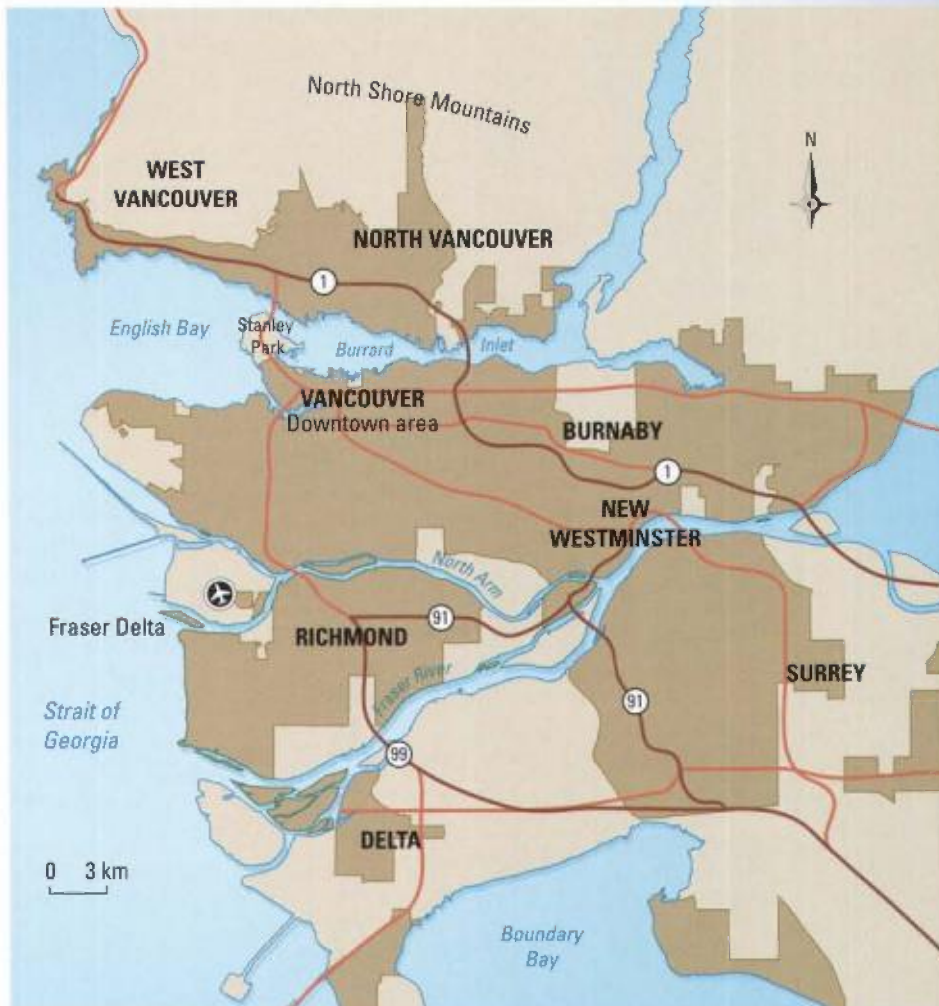 North Shore Mountains
N
WEST
VANCOUVER
NORTH VANCOUVER
1
English Bay
Stanley
Park
Burrard
Inlet
VANCOUVER
Downtown area
BURNABY
1
NEW
WESTMINSTER
North Arm
91
Fraser Delta
RICHMOND
Fraser River
SURREY
91
Strait of
Georgia
99
DELTA
0 3 km
Boundary
Bay